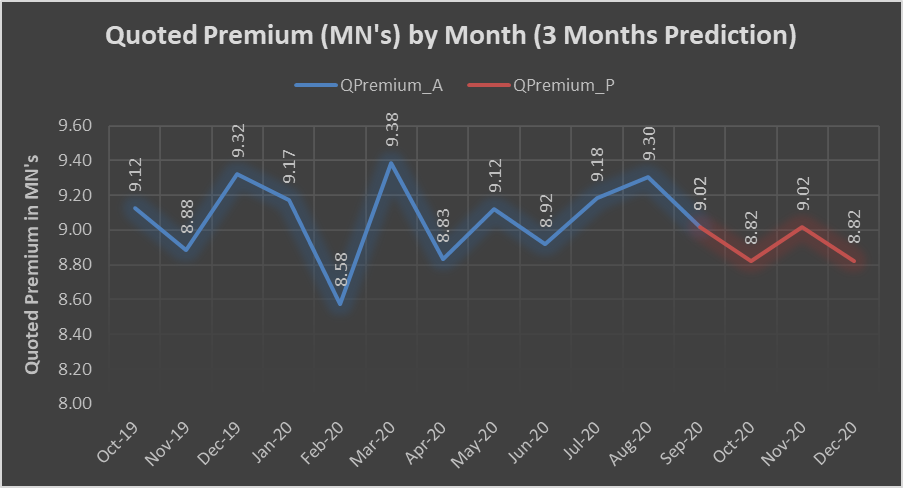 Quoted Premium (MN's) by Month (3 Months Prediction)
QPremium_A QPremium_P
Quoted Premium in MN's
9.60
9.40
9.20
9.00
8.80
8.60
8.40
8.20
8.00
9.12
8.88
9.32
9.17
8.58
9.38
8.83
9.12
8.92
9.18
9.30
9.02
8.82
9.02
8.82
Oct-19
Nov-19
Dec-19
Jan-20
Feb-20
Mar-20
Apr-20
May-20
Jun-20
Jul-20
Aug-20
Sep-20
Oct-20
Nov-20
Dec-20